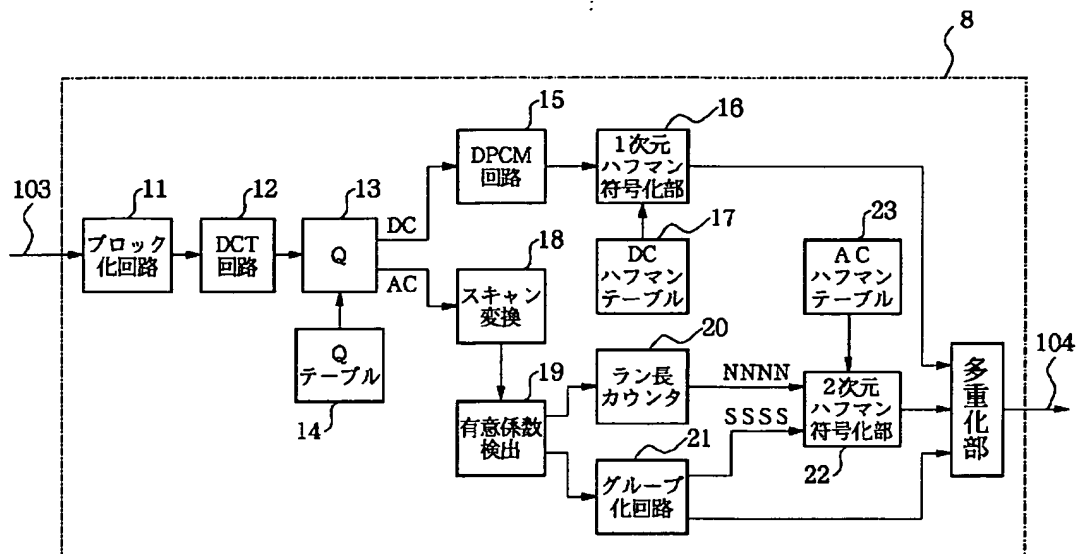 8
15
16
DPCM
回路
1次元
ハフマン
符号化部
103
11
12
13
DC
17
23
ブロック
化回路
DCT
回路
Q
AC
18
DC
ハフマン
テーブル
AC
ハフマン
テーブル
スキャン
変換
Q
テーブル
14
20
104
19
ラン長
カウンタ
NNNN
2次元
ハフマン
符号化部
多重化部
有意係数
検出
21
SSSS
22
グループ
化回路